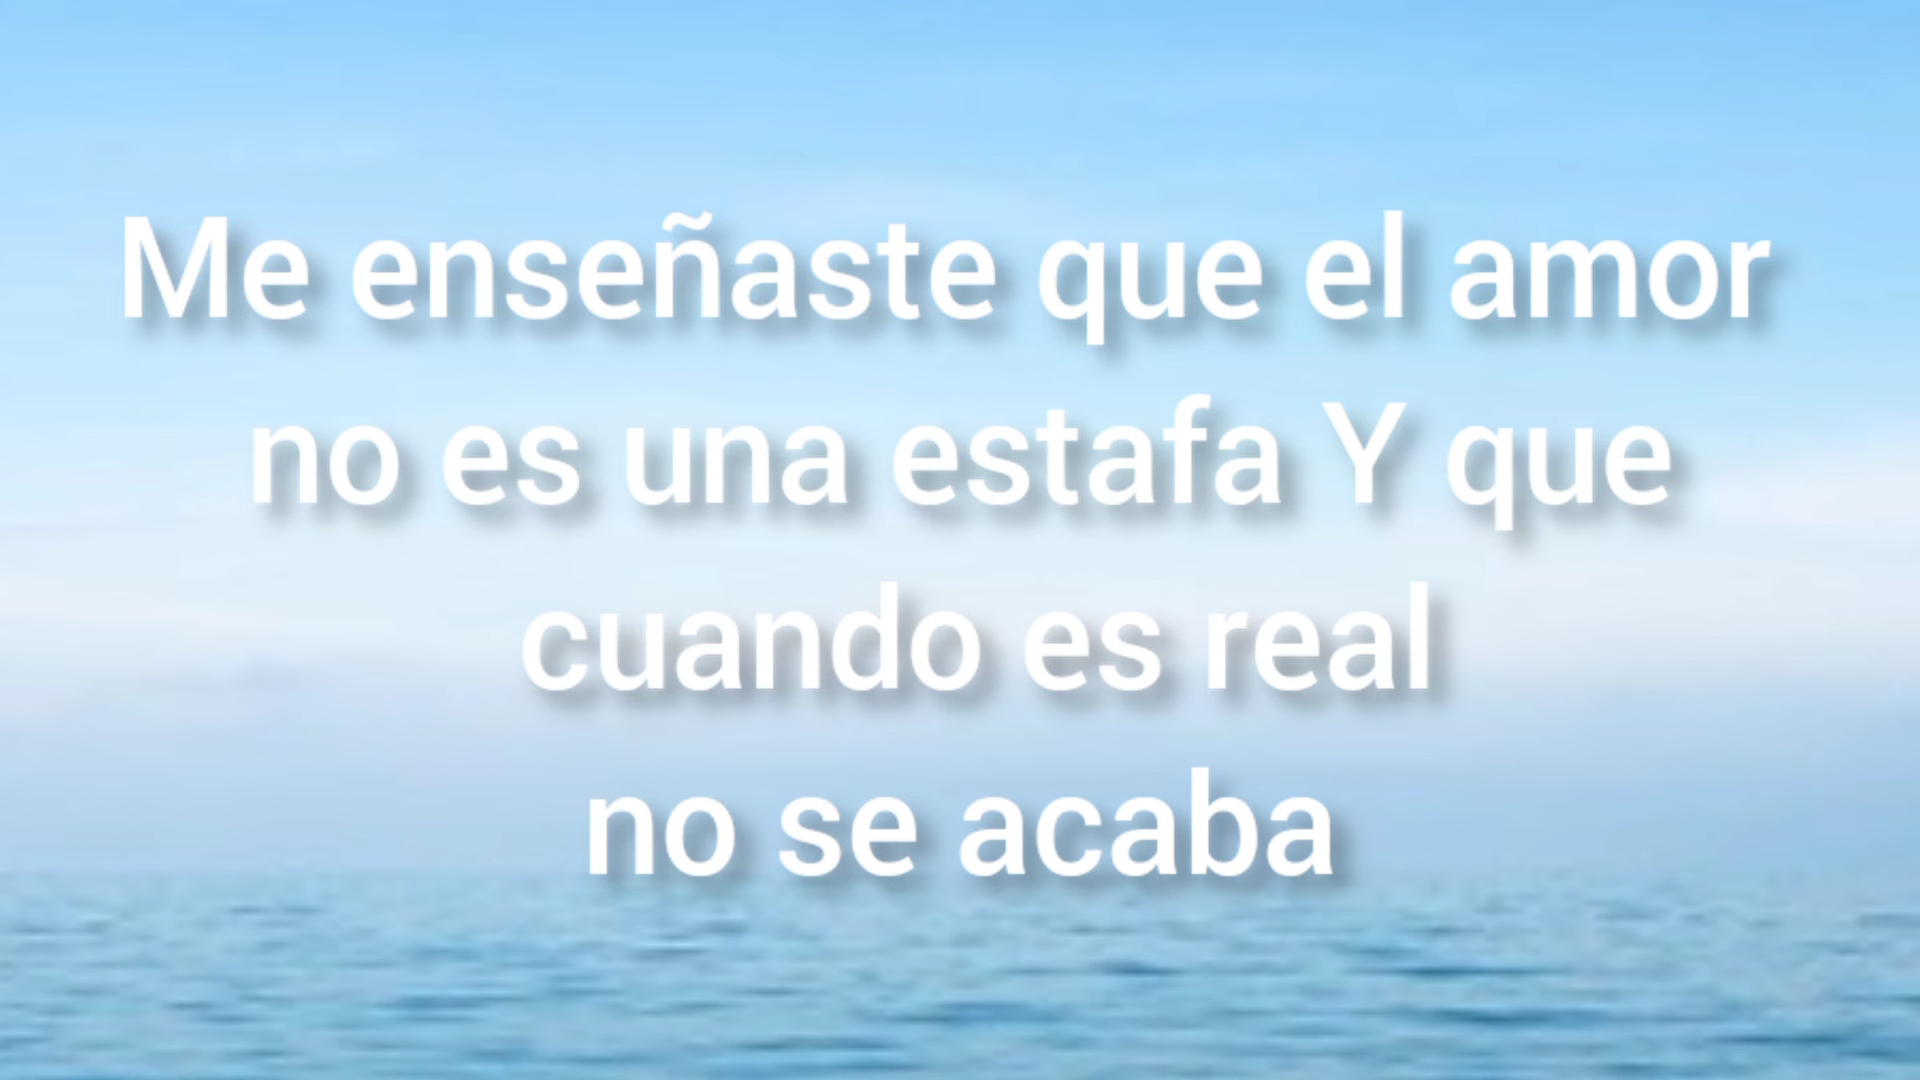 Me enseñaste que el amor
no es una estafa Y que
cuando es real
no se acaba